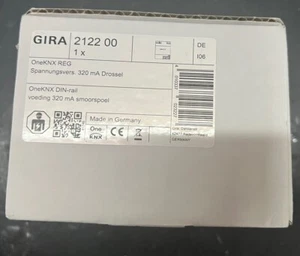 GIRA
2122 00
1 x
DE
I06
OneKNX REG
Spannungsvers. 320 mA Drossel
OneKNX DIN-rail
voeding 320 mA smoorspoel
Made in Germany
One
KNX
CE